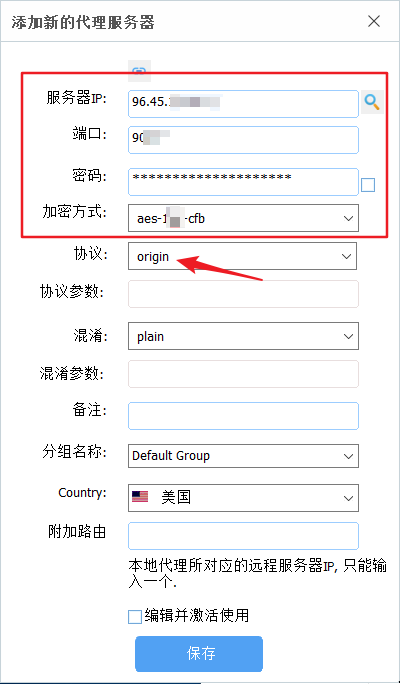 添加新的代理服务器
服务器IP: 96.45.
端口: 90
密码: ********************
加密方式: aes-1 -cfb
协议: origin
协议参数:
混淆: plain
混淆参数:
备注:
分组名称: Default Group
Country: 美国
附加路由
本地代理所对应的远程服务器IP, 只能输
入一个.
编辑并激活使用
保存